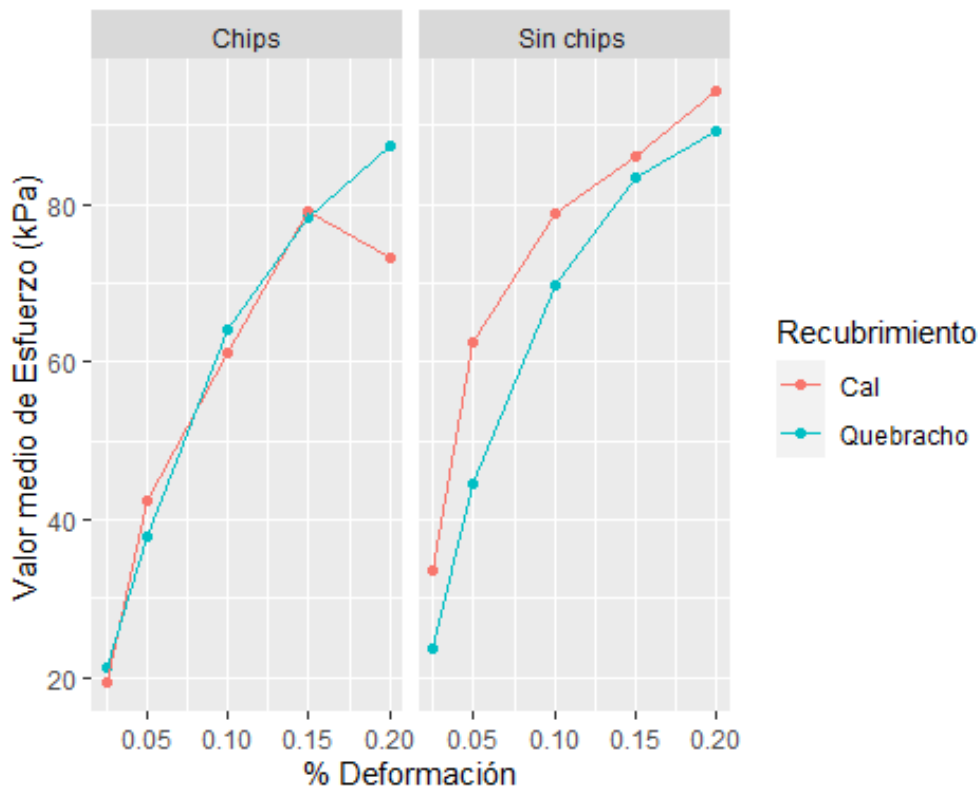 Chips
Sin chips
Valor medio de Esfuerzo (kPa)
80
60
40
20
0.05 0.10 0.15 0.20
0.05 0.10 0.15 0.20
% Deformación
Recubrimiento
Cal
Quebracho